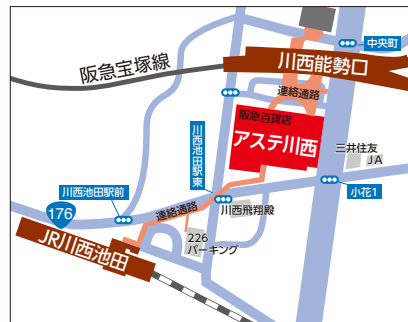 中央町
阪急宝塚線
川西能勢口
連絡通路
阪急百貨店
アステ川西
三井住友
JA
川西池田駅東
川西池田駅前
小花1
176
連絡通路
川西飛翔殿
226
パーキング
JR川西池田